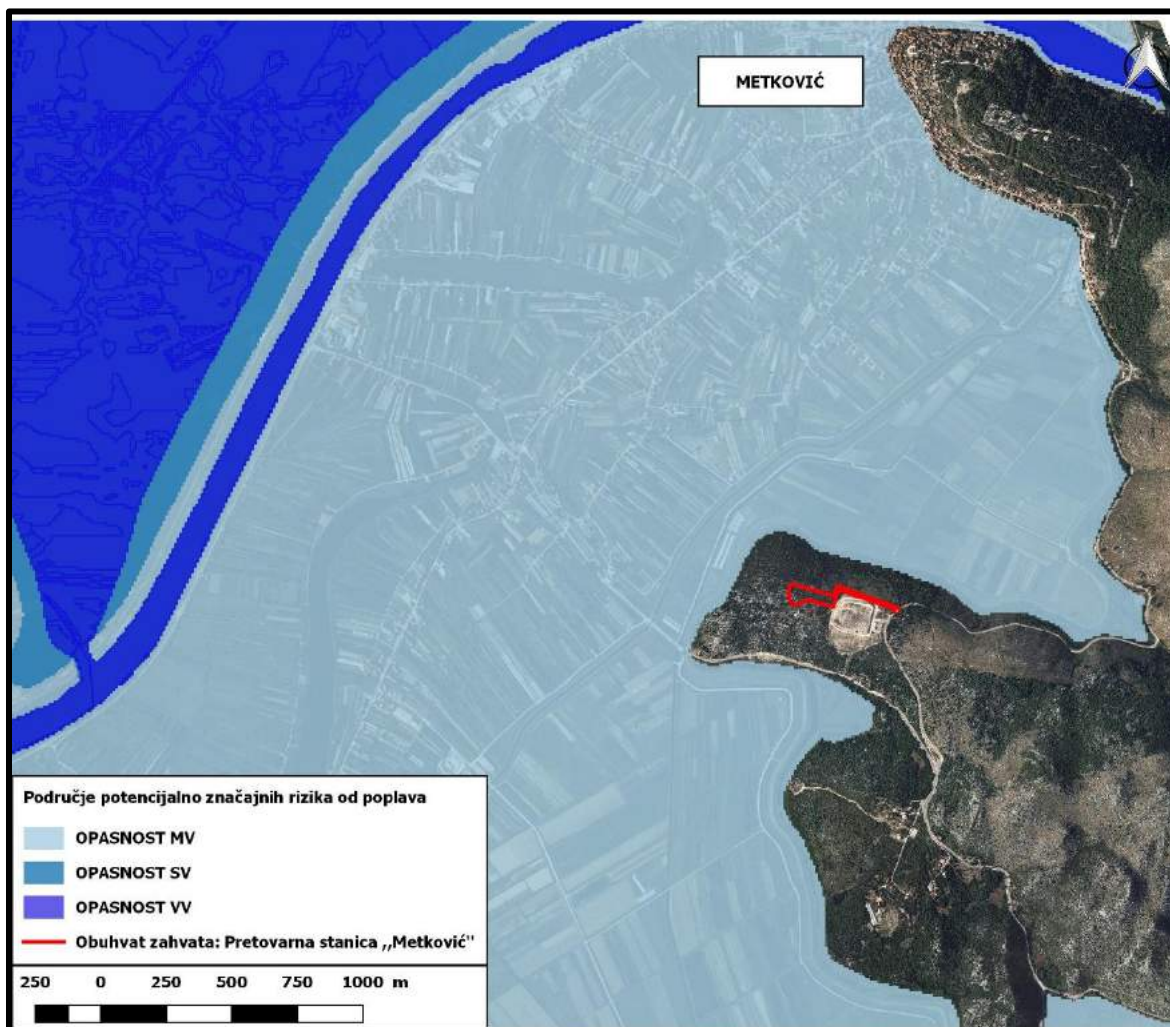 METKOVIĆ
Područje potencijalno značajnih rizika od poplava
OPASNOST MV
OPASNOST SV
OPASNOST VV
Obuhvat zahvata: Pretovarna stanica ,,Metković"
250 0 250 500 750 1000 m